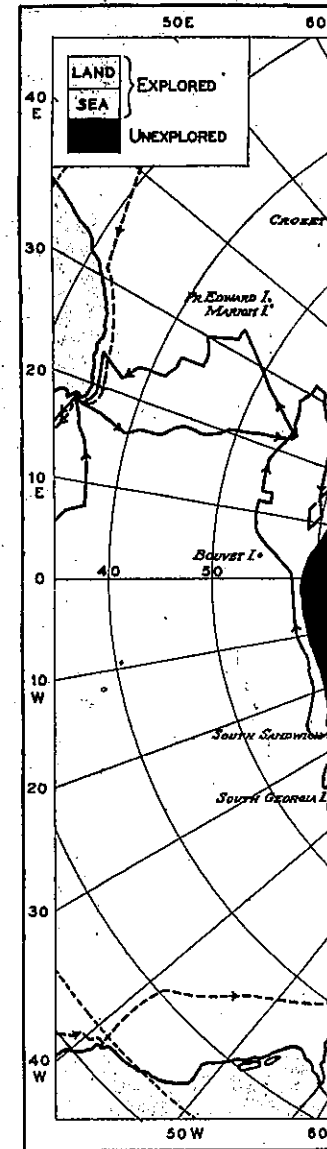 50E
60
LAND
EXPLORED
SEA
UNEXPLORED
40
E
CROZET
30
PR. EDWARD I.
MARION I.
20
10
E
BOUVET I.
0
40
50
10
W
SOUTH SANDWICH
20
SOUTH GEORGIA I
30
40
W
50W
60